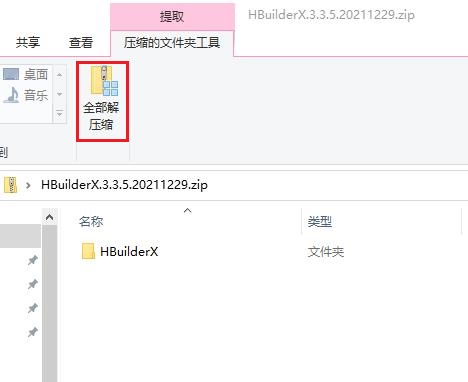 提取
HBuilderX.3.3.5.20211229.zip
共享
查看
压缩的文件夹工具
桌面
音乐
全部解
压缩
到
HBuilderX.3.3.5.20211229.zip
名称
类型
HBuilderX
文件夹